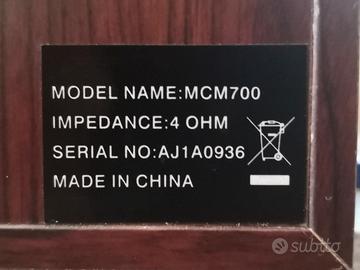 MODEL NAME:MCM700
IMPEDANCE:4 OHM
SERIAL NO:AJ1A0936
MADE IN CHINA
subito